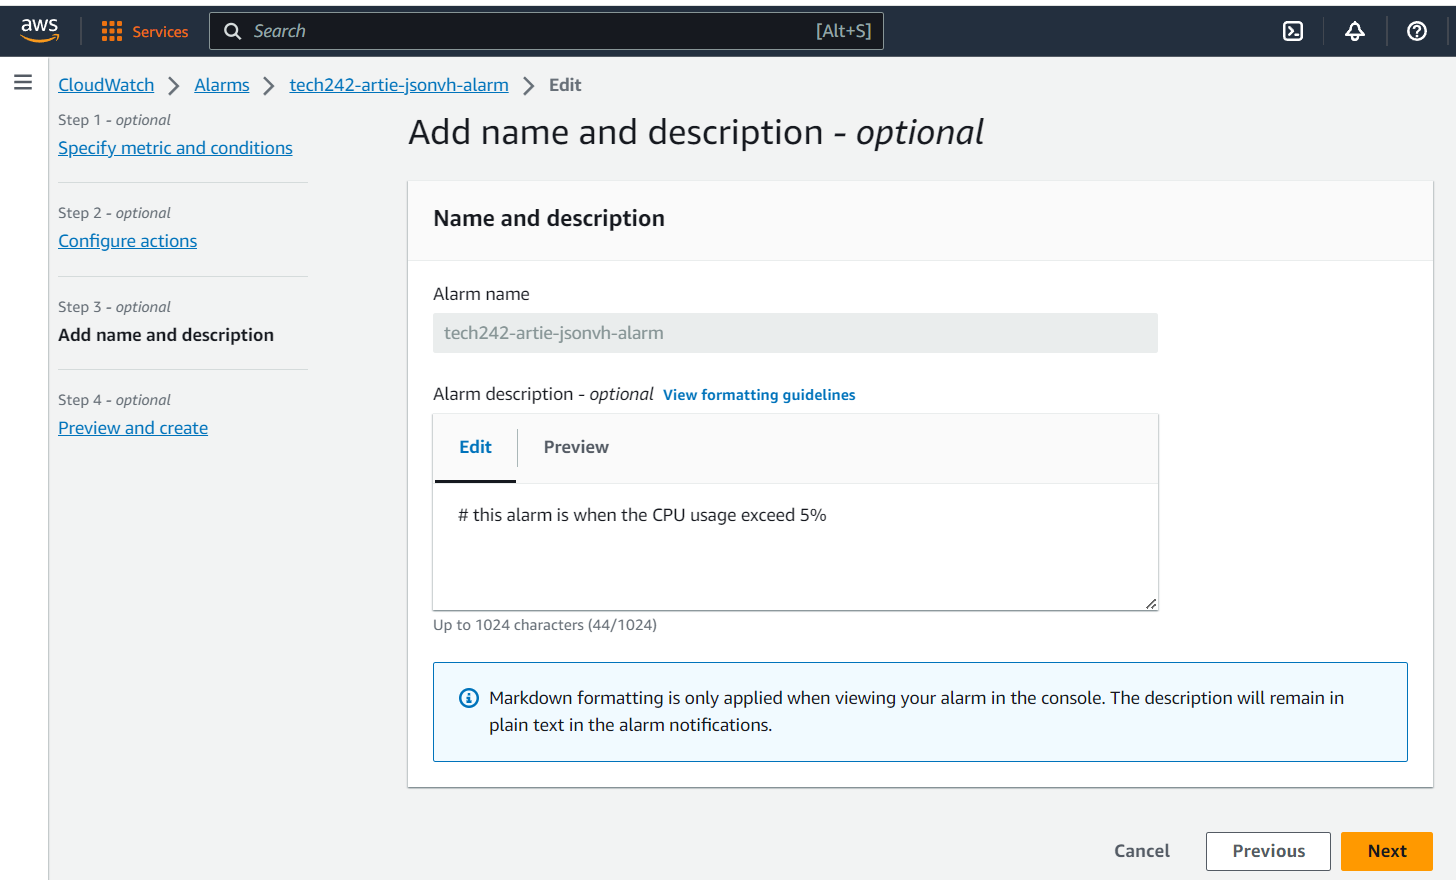 aws Services Search [Alt+S]
CloudWatch Alarms tech242-artie-jsonvh-alarm Edit
Step 1 - optional
Specify metric and conditions
Step 2 - optional
Configure actions
Step 3 - optional
Add name and description
Step 4 - optional
Preview and create
Add name and description - optional
Name and description
Alarm name
tech242-artie-jsonvh-alarm
Alarm description - optional View formatting guidelines
Edit Preview
# this alarm is when the CPU usage exceed 5%
Up to 1024 characters (44/1024)
Markdown formatting is only applied when viewing your alarm in the console. The description will remain in
plain text in the alarm notifications.
Cancel Previous Next